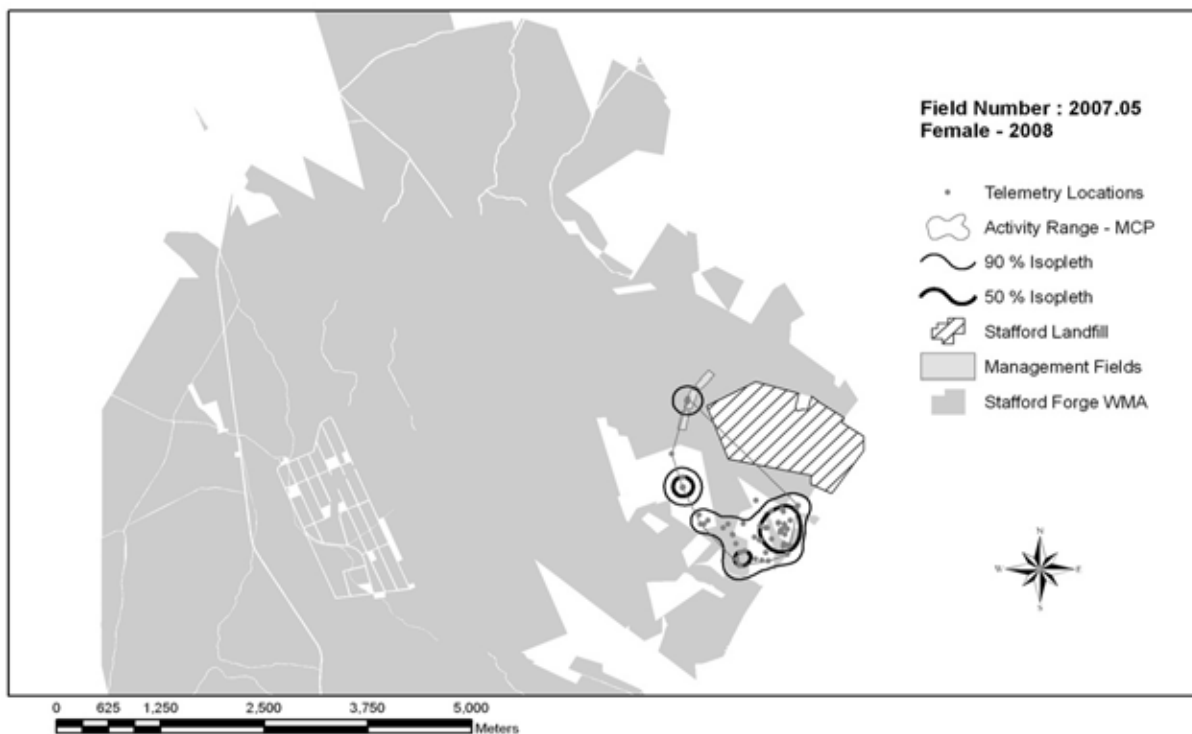 Field Number : 2007.05
Female - 2008
Telemetry Locations
Activity Range - MCP
90 % Isopleth
50 % Isopleth
Stafford Landfill
Management Fields
Stafford Forge WMA
N
W E
S
0 625 1,250 2,500 3,750 5,000
Meters